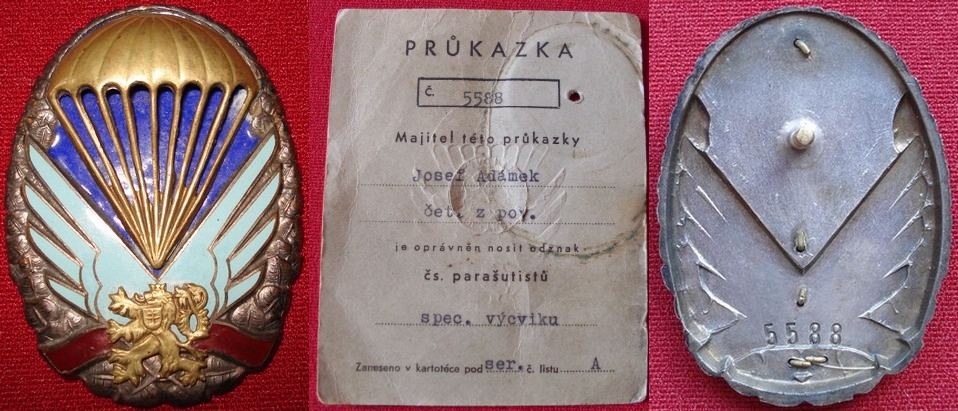 PRŮKAZKA
Č. 5588
Majitel této průkazky
Josef Adámek
čet. z pov.
je oprávněn nosit odznak
čs. parašutistů
spec. výcviku
Zaneseno v kartotéce pod ser. č. listu A
5588